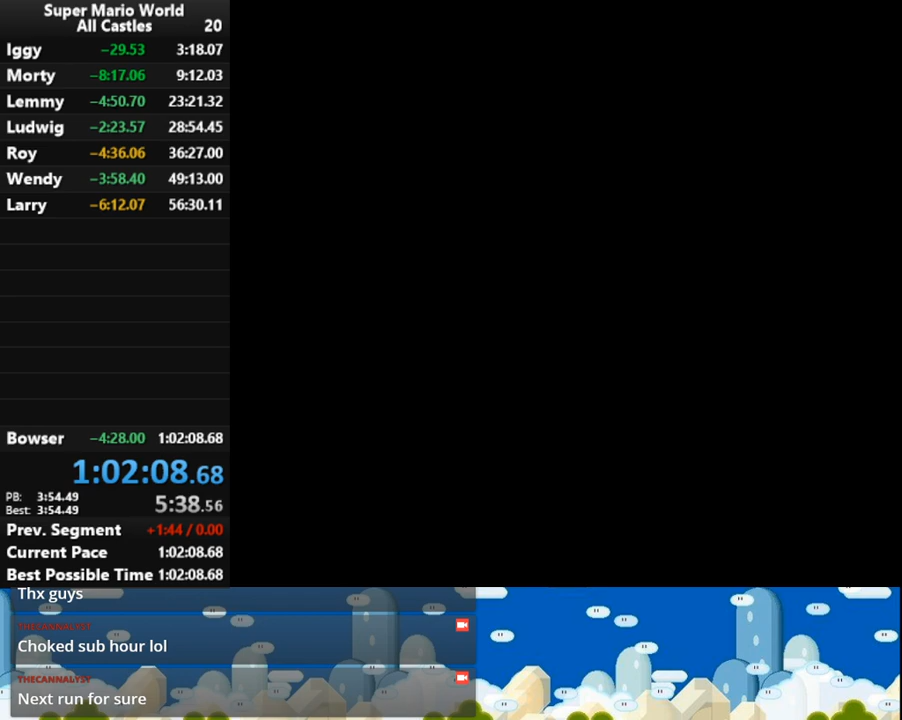 Super Mario World
All Castles 20
Iggy −29.53 3:18.07
Morty −8:17.06 9:12.03
Lemmy −4:50.70 23:21.32
Ludwig −2:23.57 28:54.45
Roy −4:36.06 36:27.00
Wendy −3:58.40 49:13.00
Larry −6:12.07 56:30.11
Bowser −4:28.00 1:02:08.68
1:02:08.68
PB: 3:54.49
Best: 3:54.49
5:38.56
Prev. Segment +1:44 / 0.00
Current Pace 1:02:08.68
Best Possible Time 1:02:08.68
Thx guys
THECANNALYST
Choked sub hour lol
THECANNALYST
Next run for sure